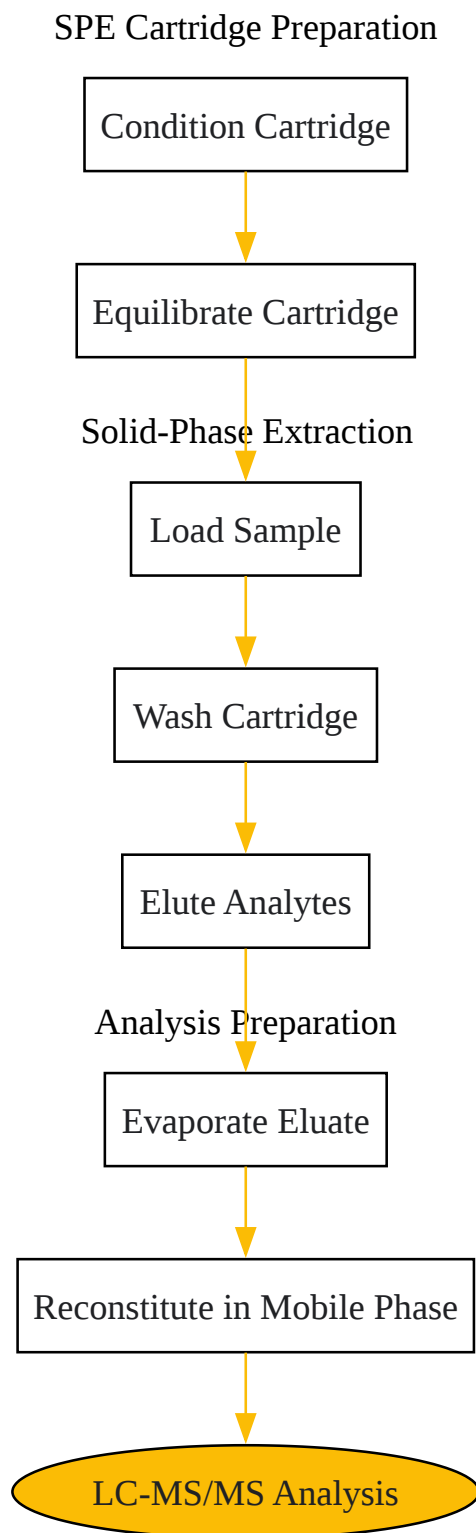 SPE Cartridge Preparation
Condition Cartridge
Equilibrate Cartridge
Solid-Phase Extraction
Load Sample
Wash Cartridge
Elute Analytes
Analysis Preparation
Evaporate Eluate
Reconstitute in Mobile Phase
LC-MS/MS Analysis